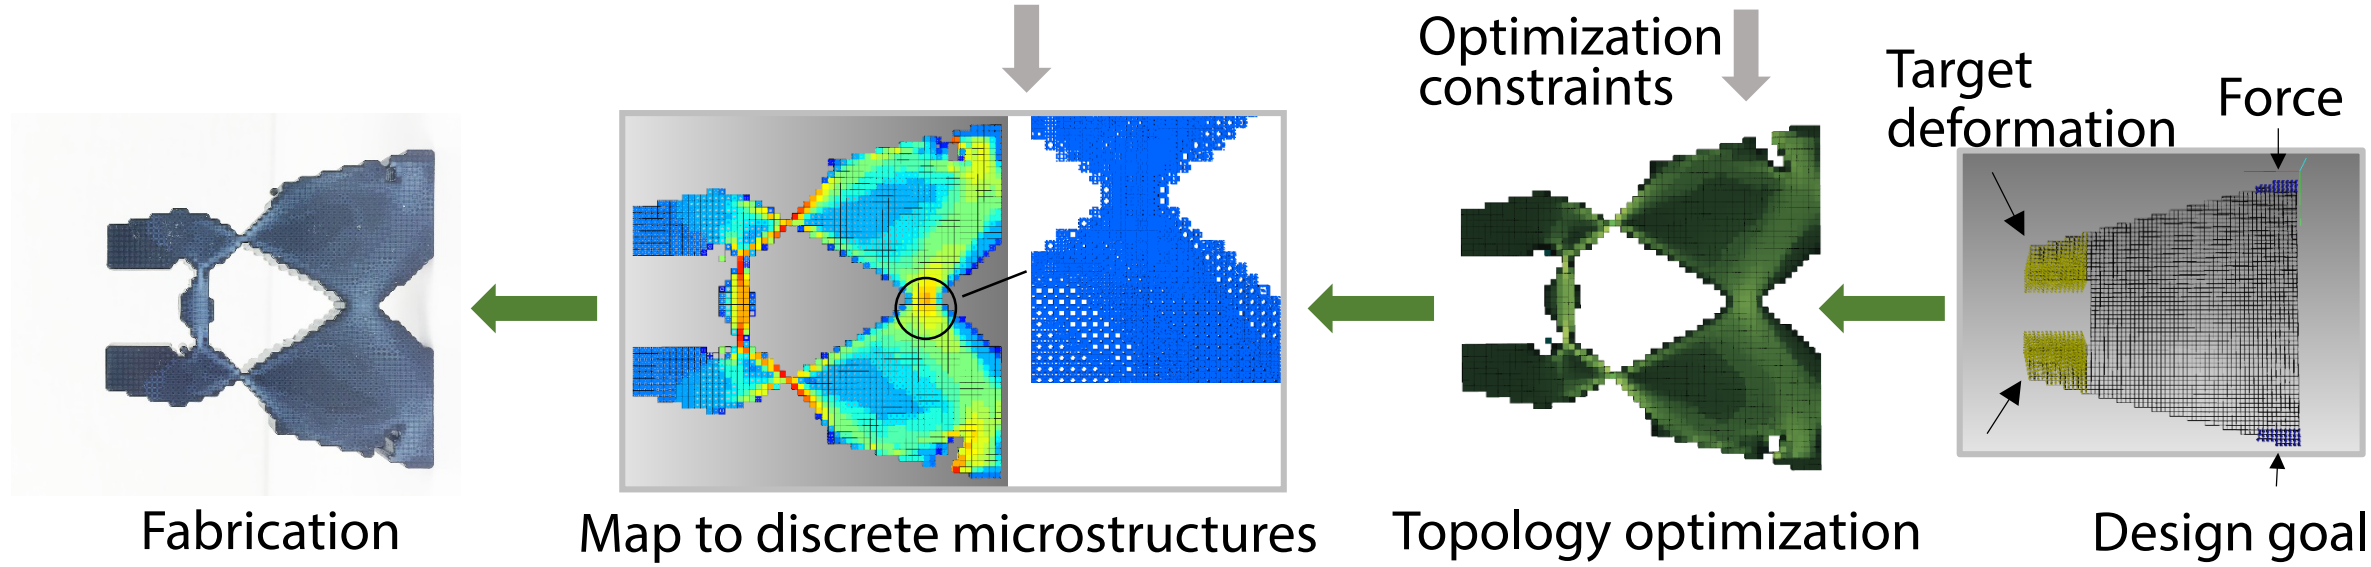 Optimization
constraints
Target
deformation
Force
Fabrication
Map to discrete microstructures
Topology optimization
Design goal